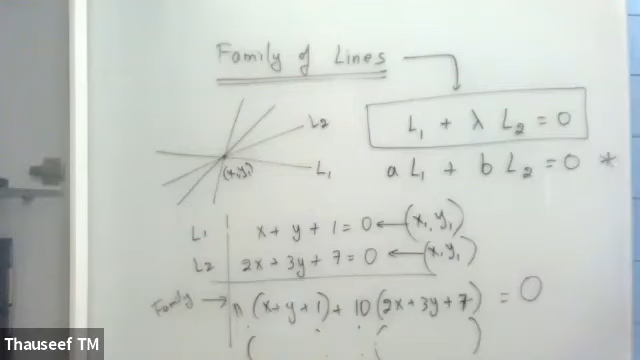 Family of Lines
L₁ + λ L₂ = 0
L₂
L₁
(x₁, y₁)
a L₁ + b L₂ = 0 *
L₁ x + y + 1 = 0 ← (x₁, y₁)
L₂ 2x + 3y + 7 = 0 ← (x₁, y₁)
Family → (x + y + 1) + 10 (2x + 3y + 7) = 0
( ) ( )
Thauseef TM